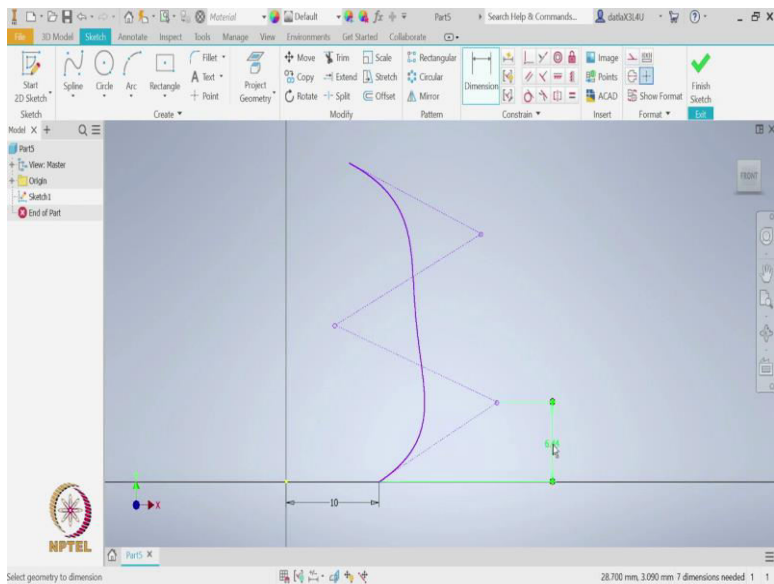 Material Default Part5 Search Help & Commands... datlaX3L4U
File 3D Model Sketch Annotate Inspect Tools Manage View Environments Get Started Collaborate
Start 2D Sketch Spline Circle Arc Rectangle Fillet Text Point Project Geometry Move Copy Rotate Trim Extend Split Scale Stretch Offset Rectangular Circular Mirror Dimension Image Points ACAD Show Format Finish Sketch
Sketch Create Modify Pattern Constrain Insert Format Exit
Model
Part5
View: Master
Origin
Sketch1
End of Part
FRONT
10
X
NPTEL
Part5
Select geometry to dimension 28.700 mm, 3.090 mm 7 dimensions needed 1 1